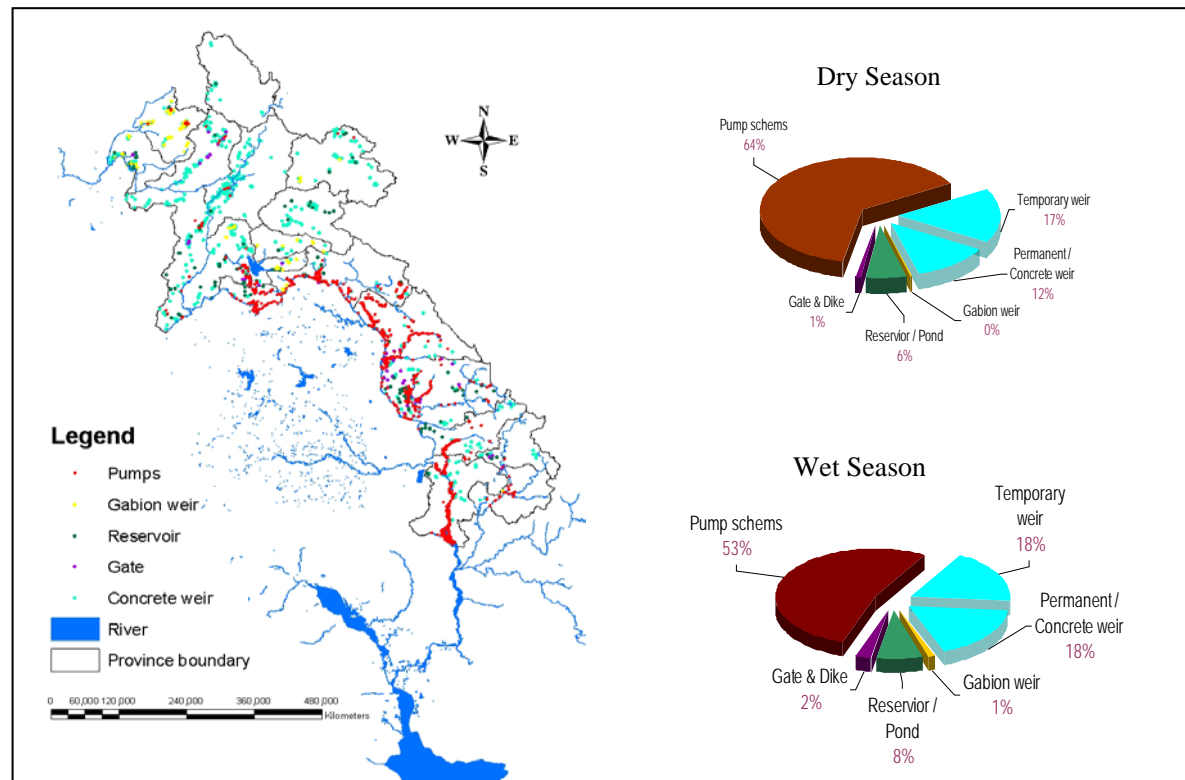 N
W E
S
Legend
Pumps
Gabion weir
Reservoir
Gate
Concrete weir
River
Province boundary
0 60,000 120,000 240,000 360,000 480,000
Kilometers
Dry Season
Pump schems
64%
Temporary weir
17%
Permanent /
Concrete weir
12%
Gabion weir
0%
Reservior / Pond
6%
Gate & Dike
1%
Wet Season
Pump schems
53%
Temporary
weir
18%
Permanent /
Concrete weir
18%
Gabion weir
1%
Reservior /
Pond
8%
Gate & Dike
2%